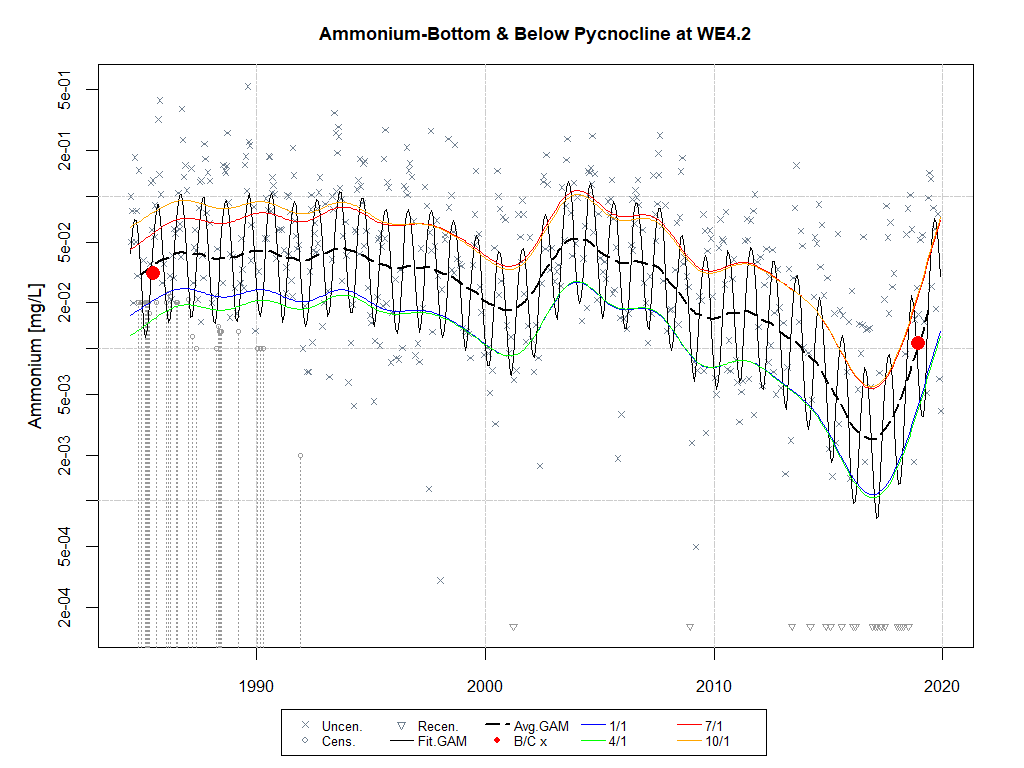 Ammonium-Bottom & Below Pycnocline at WE4.2
Ammonium [mg/L]
5e-01
2e-01
5e-02
2e-02
5e-03
2e-03
5e-04
2e-04
1990 2000 2010 2020
Uncen. Recen. Avg.GAM 1/1 7/1
Cens. Fit.GAM B/C x 4/1 10/1